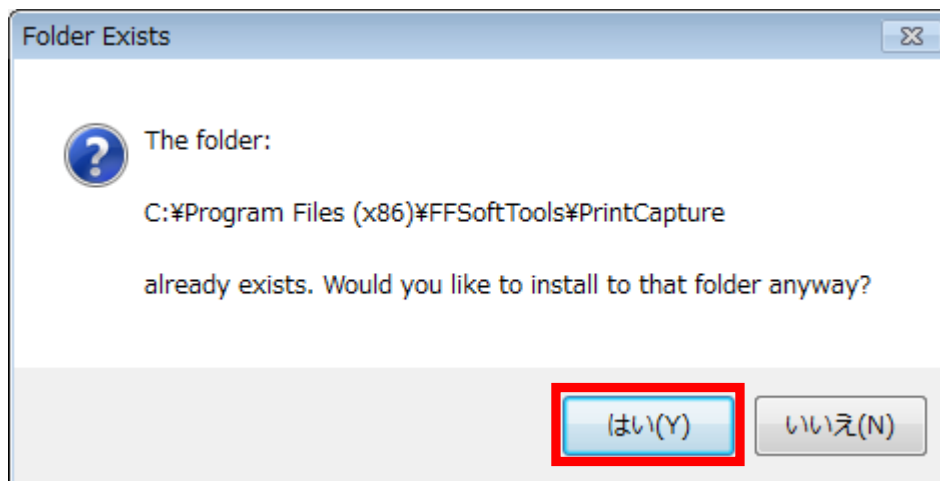 Folder Exists
The folder:
C:¥Program Files (x86)¥FFSoftTools¥PrintCapture
already exists. Would you like to install to that folder anyway?
はい(Y)
いいえ(N)